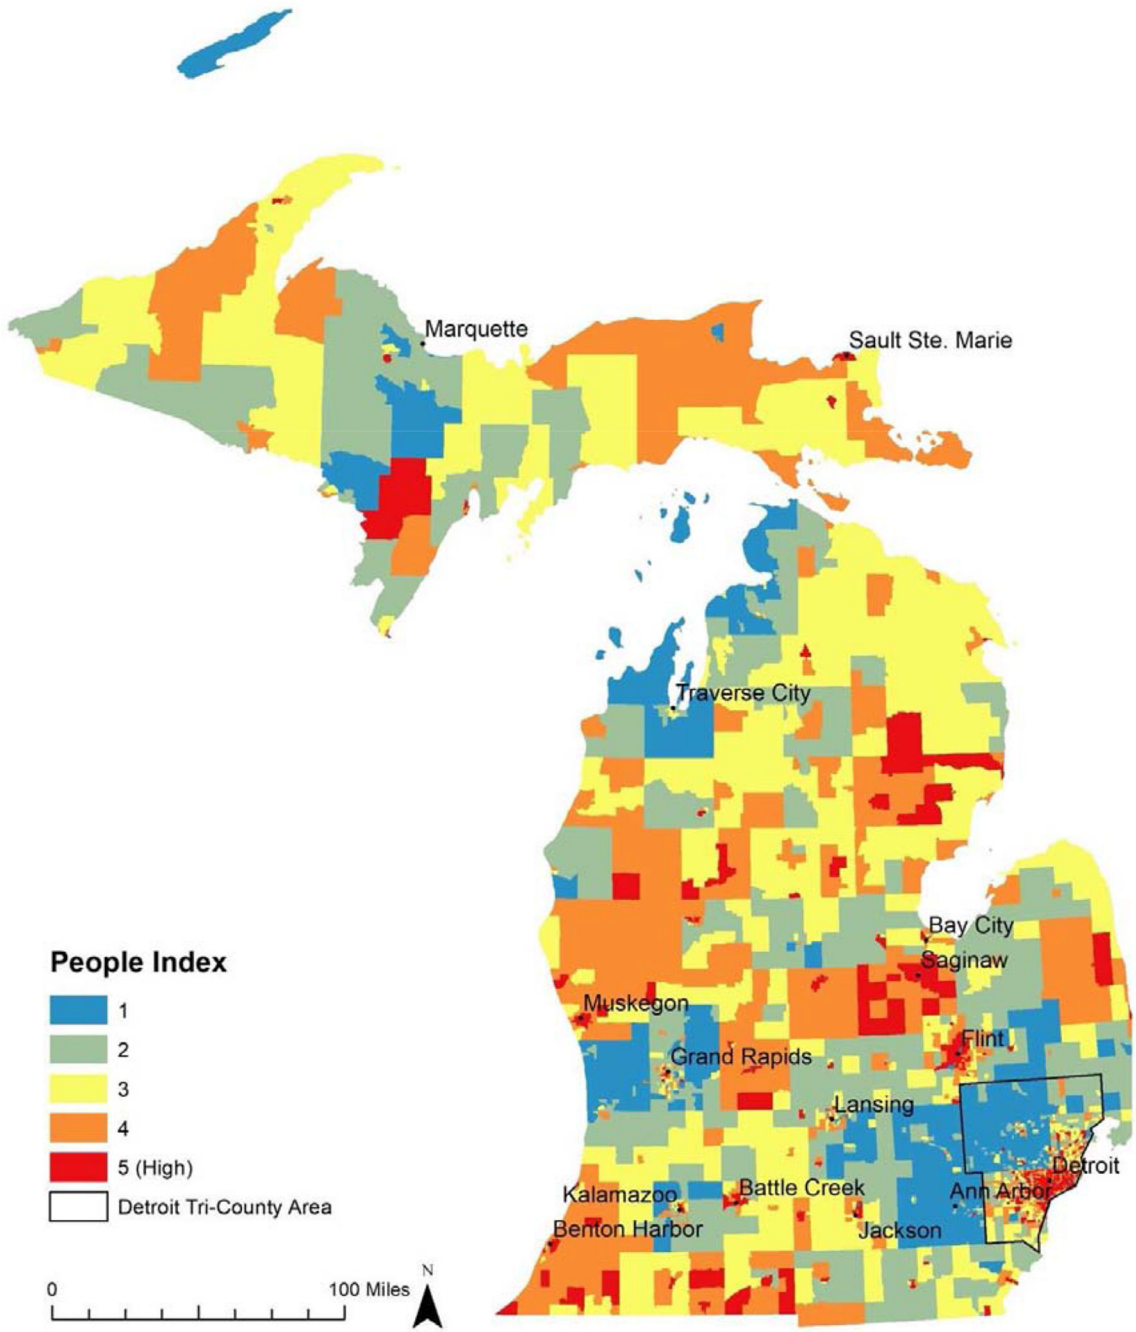 Marquette
Sault Ste. Marie
Traverse City
Bay City
Saginaw
People Index
1
Muskegon
Flint
2
Grand Rapids
3
Lansing
4
5 (High)
Detroit
Kalamazoo
Battle Creek
Ann Arbor
Detroit Tri-County Area
Benton Harbor
Jackson
N
0
100 Miles